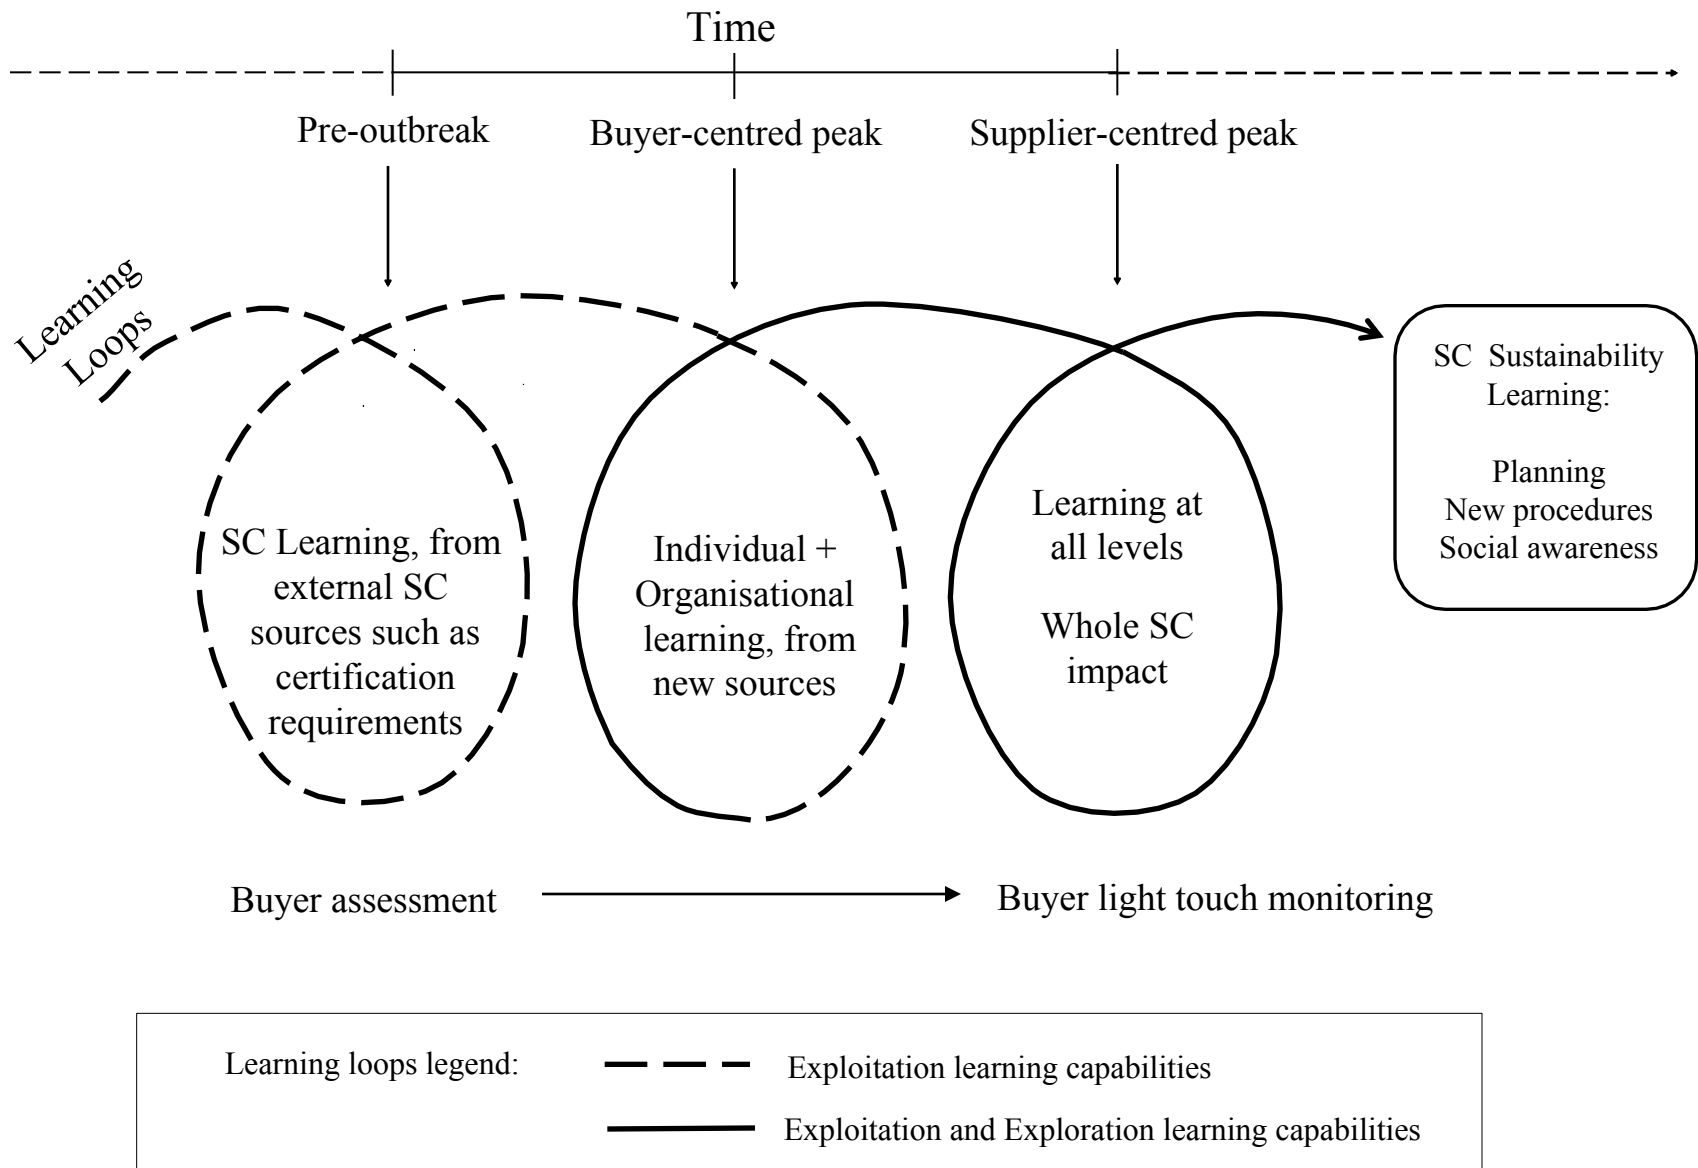 Time
Pre-outbreak
Buyer-centred peak
Supplier-centred peak
Learning
Loops
SC Learning, from
external SC
sources such as
certification
requirements
Individual +
Organisational
learning, from
new sources
Learning at
all levels
Whole SC
impact
SC Sustainability
Learning:
Planning
New procedures
Social awareness
Buyer assessment
Buyer light touch monitoring
Learning loops legend:
Exploitation learning capabilities
Exploitation and Exploration learning capabilities